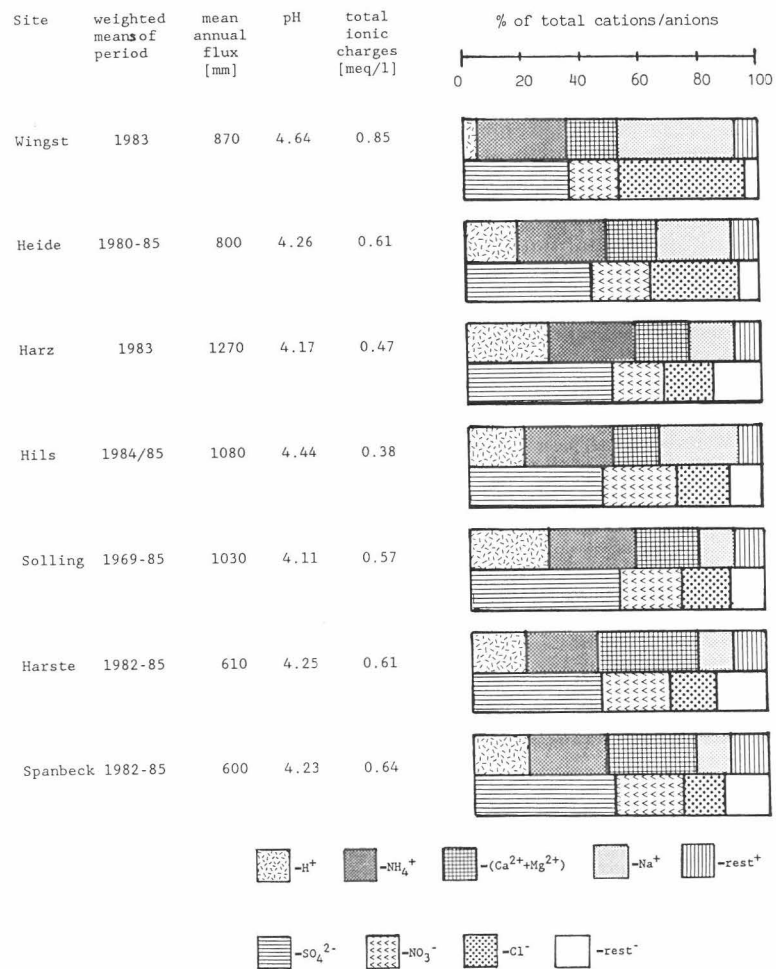 Site weighted means of period mean annual flux [mm] pH total ionic charges [meq/l] % of total cations/anions
0 20 40 60 80 100
Wingst 1983 870 4.64 0.85
Heide 1980-85 800 4.26 0.61
Harz 1983 1270 4.17 0.47
Hils 1984/85 1080 4.44 0.38
Solling 1969-85 1030 4.11 0.57
Harste 1982-85 610 4.25 0.61
Spanbeck 1982-85 600 4.23 0.64
-H⁺ -NH₄⁺ -(Ca²⁺+Mg²⁺) -Na⁺ -rest⁺
-SO₄²⁻ -NO₃⁻ -Cl⁻ -rest⁻